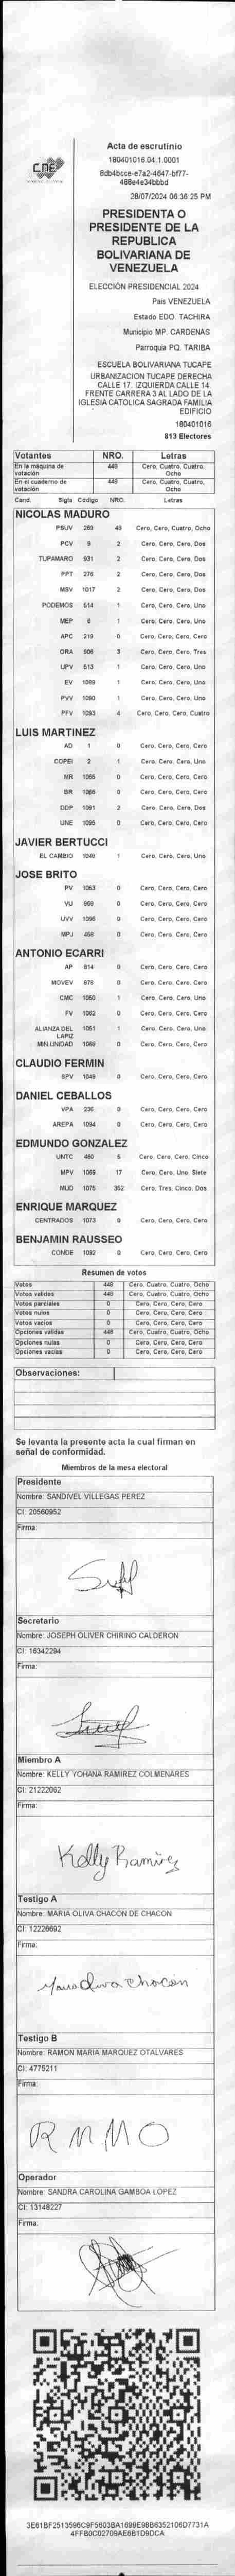 CNE
Acta de escrutinio
180401016.04.1.0001
8db4bcce-e7a2-4647-bf77-
486e4e34bbbd
28/07/2024 06:36:25 PM
PRESIDENTA O
PRESIDENTE DE LA
REPUBLICA
BOLIVARIANA DE
VENEZUELA
ELECCIÓN PRESIDENCIAL 2024
Pais VENEZUELA
Estado EDO. TACHIRA
Municipio MP. CARDENAS
Parroquia PQ. TARIBA
ESCUELA BOLIVARIANA TUCAPE
URBANIZACION TUCAPE DERECHA
CALLE 17. IZQUIERDA CALLE 14.
FRENTE CARRERA 3 AL LADO DE LA
IGLESIA CATOLICA SAGRADA FAMILIA
EDIFICIO
180401016
813 Electores
Votantes NRO. Letras
En la máquina de votación 448 Cero, Cuatro, Cuatro, Ocho
En el cuaderno de votación 448 Cero, Cuatro, Cuatro, Ocho
Cand. Sigla Código NRO. Letras
NICOLAS MADURO
PSUV 269 48 Cero, Cero, Cuatro, Ocho
PCV 9 2 Cero, Cero, Cero, Dos
TUPAMARO 931 2 Cero, Cero, Cero, Dos
PPT 276 2 Cero, Cero, Cero, Dos
MSV 1017 2 Cero, Cero, Cero, Dos
PODEMOS 514 1 Cero, Cero, Cero, Uno
MEP 6 1 Cero, Cero, Cero, Uno
APC 219 0 Cero, Cero, Cero, Cero
ORA 906 3 Cero, Cero, Cero, Tres
UPV 513 1 Cero, Cero, Cero, Uno
EV 1089 1 Cero, Cero, Cero, Uno
PVV 1090 1 Cero, Cero, Cero, Uno
PFV 1093 4 Cero, Cero, Cero, Cuatro
LUIS MARTINEZ
AD 1 0 Cero, Cero, Cero, Cero
COPEI 2 1 Cero, Cero, Cero, Uno
MR 1065 0 Cero, Cero, Cero, Cero
BR 1066 0 Cero, Cero, Cero, Cero
DDP 1091 2 Cero, Cero, Cero, Dos
UNE 1095 0 Cero, Cero, Cero, Cero
JAVIER BERTUCCI
EL CAMBIO 1048 1 Cero, Cero, Cero, Uno
JOSE BRITO
PV 1063 0 Cero, Cero, Cero, Cero
VU 968 0 Cero, Cero, Cero, Cero
UVV 1096 0 Cero, Cero, Cero, Cero
MPJ 458 0 Cero, Cero, Cero, Cero
ANTONIO ECARRI
AP 814 0 Cero, Cero, Cero, Cero
MOVEV 878 0 Cero, Cero, Cero, Cero
CMC 1050 1 Cero, Cero, Cero, Uno
FV 1062 0 Cero, Cero, Cero, Cero
ALIANZA DEL LAPIZ 1051 1 Cero, Cero, Cero, Uno
MIN UNIDAD 1069 0 Cero, Cero, Cero, Cero
CLAUDIO FERMIN
SPV 1049 0 Cero, Cero, Cero, Cero
DANIEL CEBALLOS
VPA 236 0 Cero, Cero, Cero, Cero
AREPA 1094 0 Cero, Cero, Cero, Cero
EDMUNDO GONZALEZ
UNTC 460 5 Cero, Cero, Cero, Cinco
MPV 1059 17 Cero, Cero, Uno, Siete
MUD 1075 352 Cero, Tres, Cinco, Dos
ENRIQUE MARQUEZ
CENTRADOS 1073 0 Cero, Cero, Cero, Cero
BENJAMIN RAUSSEO
CONDE 1092 0 Cero, Cero, Cero, Cero
Resumen de votos
Votos 448 Cero, Cuatro, Cuatro, Ocho
Votos validos 448 Cero, Cuatro, Cuatro, Ocho
Votos parciales 0 Cero, Cero, Cero, Cero
Votos nulos 0 Cero, Cero, Cero, Cero
Votos vacios 0 Cero, Cero, Cero, Cero
Opciones validas 448 Cero, Cuatro, Cuatro, Ocho
Opciones nulas 0 Cero, Cero, Cero, Cero
Opciones vacias 0 Cero, Cero, Cero, Cero
Observaciones:
Se levanta la presente acta la cual firman en
señal de conformidad.
Miembros de la mesa electoral
Presidente
Nombre: SANDIVEL VILLEGAS PEREZ
CI: 20560952
Firma:
Secretario
Nombre: JOSEPH OLIVER CHIRINO CALDERON
CI: 16342294
Firma:
Miembro A
Nombre: KELLY YOHANA RAMIREZ COLMENARES
CI: 21222062
Firma:
Kelly Ramirez
Testigo A
Nombre: MARIA OLIVA CHACON DE CHACON
CI: 12226692
Firma:
Maria Oliva Chacon
Testigo B
Nombre: RAMON MARIA MARQUEZ OTALVARES
CI: 4775211
Firma:
R M M O
Operador
Nombre: SANDRA CAROLINA GAMBOA LOPEZ
CI: 13148227
Firma:
3E61BF2513596C9F5603BA1699E98B6352106D7731A
4FFB0C02709AE6B1D9DCA